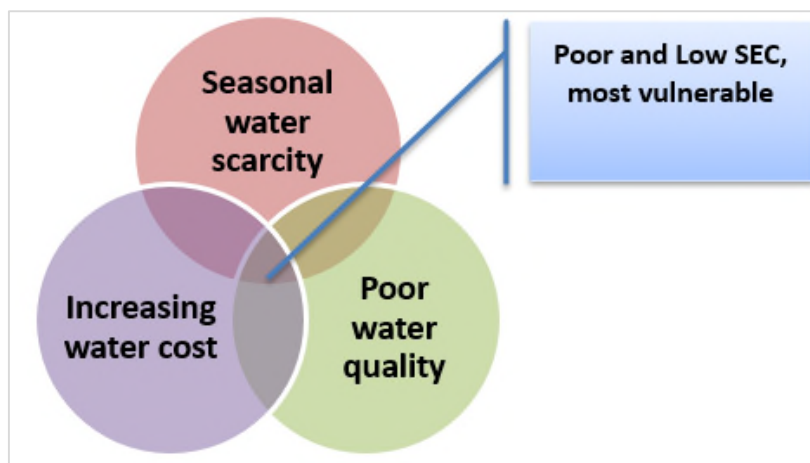 Seasonal
water
scarcity
Poor and Low SEC,
most vulnerable
Increasing
water cost
Poor
water
quality